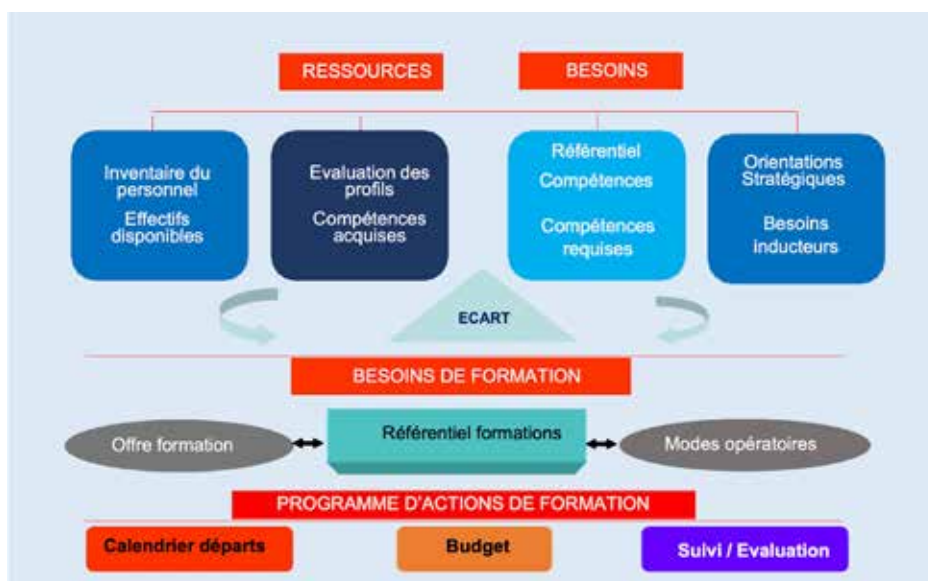 RESSOURCES
BESOINS
Inventaire du
personnel
Effectifs
disponibles
Evaluation des
profils
Compétences
acquises
Référentiel
Compétences
Compétences
requises
Orientations
Stratégiques
Besoins
inducteurs
ECART
BESOINS DE FORMATION
Offre formation
Référentiel formations
Modes opératoires
PROGRAMME D'ACTIONS DE FORMATION
Calendrier départs
Budget
Suivi / Evaluation